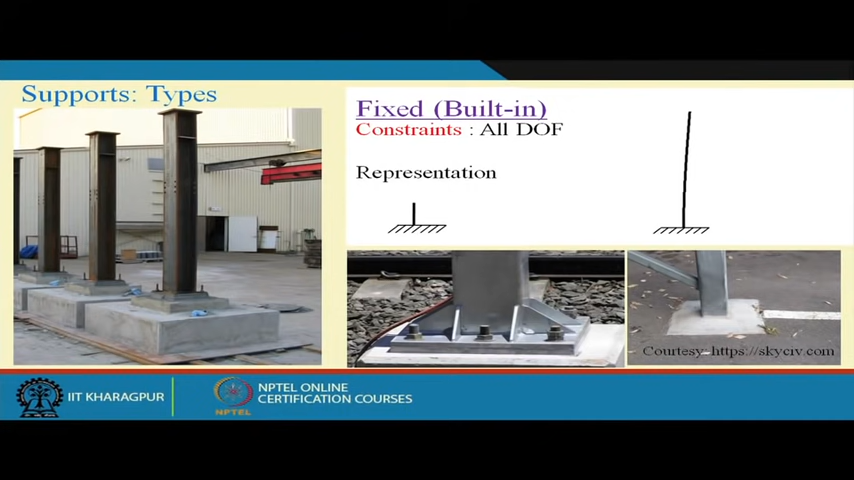 Supports: Types
Fixed (Built-in)
Constraints : All DOF
Representation
Courtesy- https://skyciv.com
IIT KHARAGPUR
NPTEL
NPTEL ONLINE
CERTIFICATION COURSES